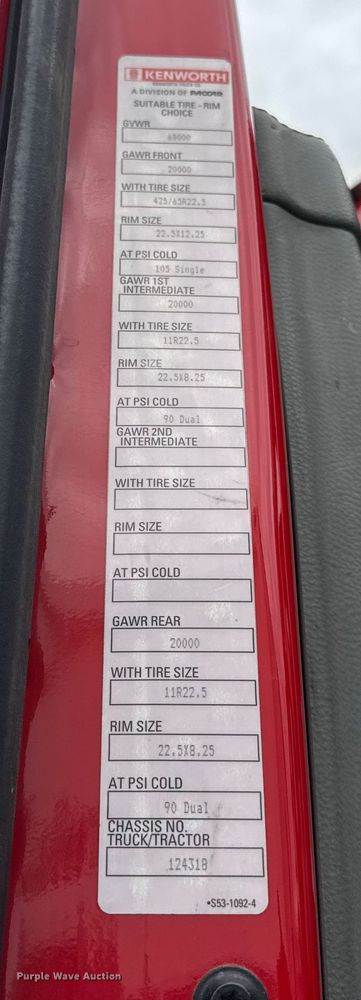 KENWORTH
KENWORTH TRUCK CO.
A DIVISION OF PACCAR
SUITABLE TIRE - RIM
CHOICE
GVWR
GAWR FRONT
20000
WITH TIRE SIZE
425/65R22.5
RIM SIZE
22.5X12.25
AT PSI COLD
105 Single
GAWR 1ST
INTERMEDIATE
20000
WITH TIRE SIZE
11R22.5
RIM SIZE
22.5X8.25
AT PSI COLD
90 Dual
GAWR 2ND
INTERMEDIATE
WITH TIRE SIZE
RIM SIZE
AT PSI COLD
GAWR REAR
20000
WITH TIRE SIZE
11R22.5
RIM SIZE
22.5X8.25
AT PSI COLD
90 Dual
CHASSIS NO.
TRUCK/TRACTOR
124318
•S53-1092-4
Purple Wave Auction